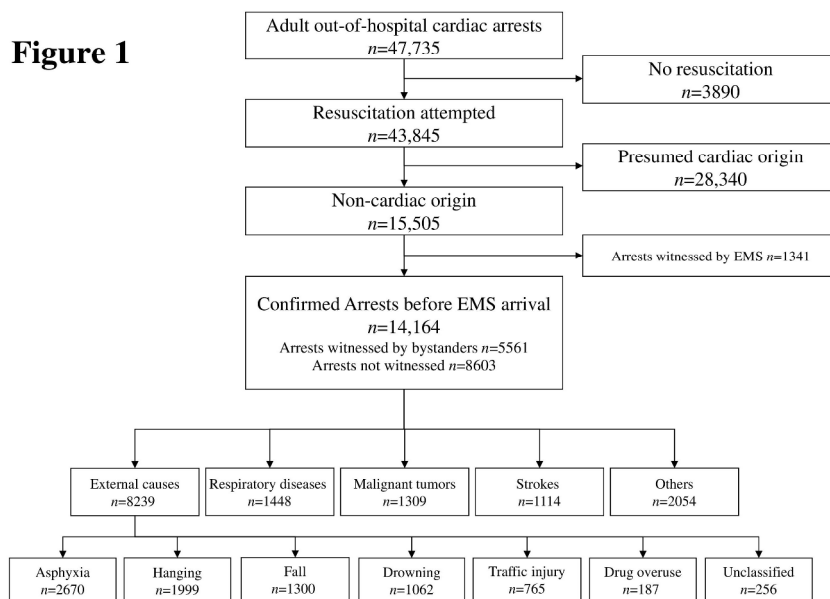 Figure 1
Adult out-of-hospital cardiac arrests
n=47,735
No resuscitation
n=3890
Resuscitation attempted
n=43,845
Presumed cardiac origin
n=28,340
Non-cardiac origin
n=15,505
Arrests witnessed by EMS n=1341
Confirmed Arrests before EMS arrival
n=14,164
Arrests witnessed by bystanders n=5561
Arrests not witnessed n=8603
External causes
n=8239
Respiratory diseases
n=1448
Malignant tumors
n=1309
Strokes
n=1114
Others
n=2054
Asphyxia
n=2670
Hanging
n=1999
Fall
n=1300
Drowning
n=1062
Traffic injury
n=765
Drug overuse
n=187
Unclassified
n=256